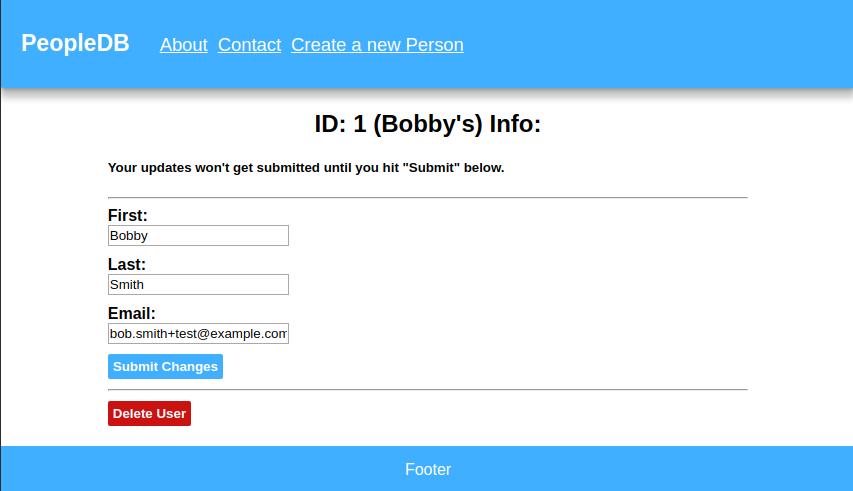 PeopleDB About Contact Create a new Person
ID: 1 (Bobby's) Info:
Your updates won't get submitted until you hit "Submit" below.
First:
Bobby
Last:
Smith
Email:
bob.smith+test@example.com
Submit Changes
Delete User
Footer